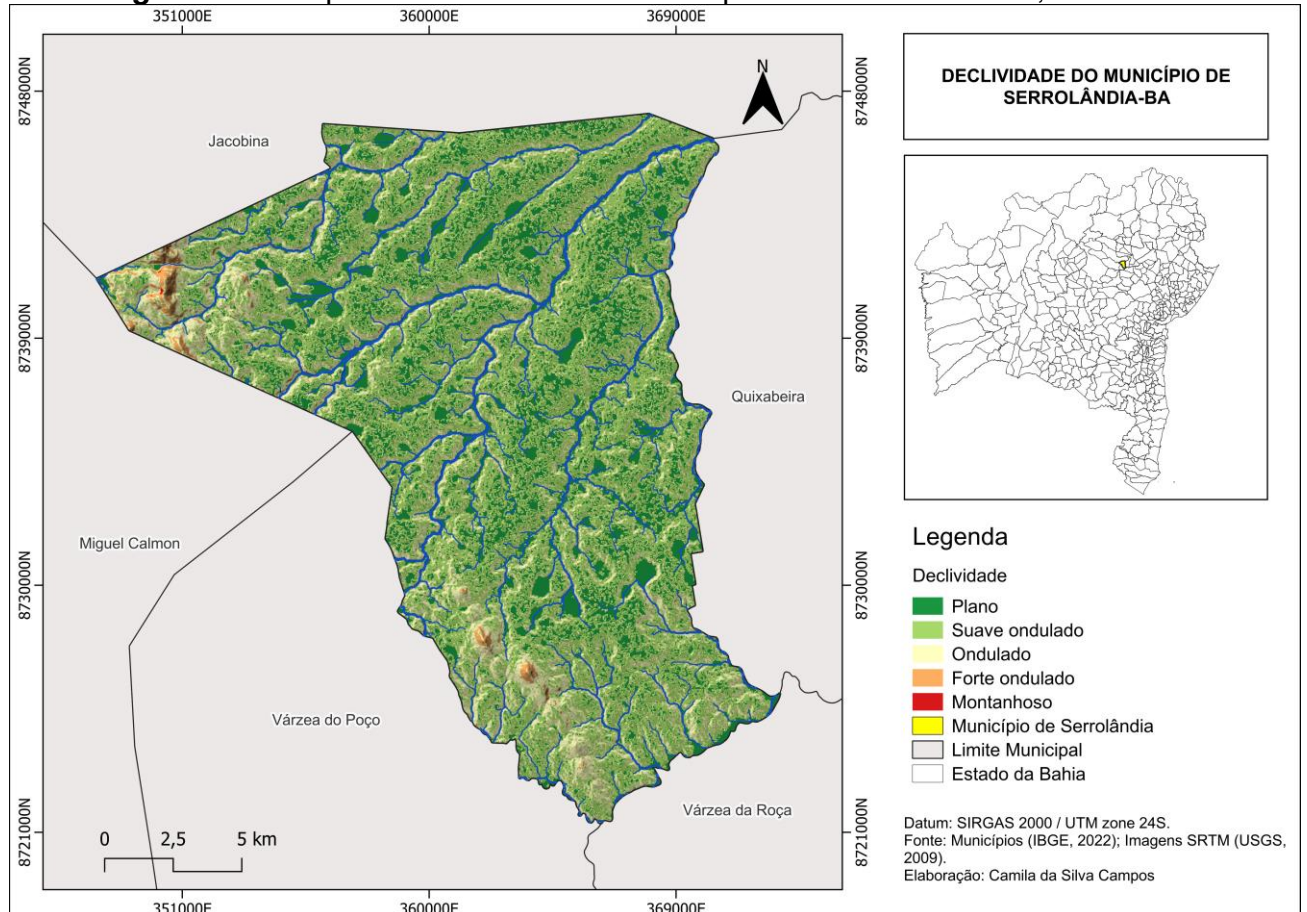 351000E 360000E 369000E
8748000N 8748000N
N
Jacobina
8739000N 8739000N
Quixabeira
Miguel Calmon
8730000N 8730000N
Várzea do Poço
Várzea da Roça
8721000N 8721000N
0 2,5 5 km
351000E 360000E 369000E
DECLIVIDADE DO MUNICÍPIO DE
SERROLÂNDIA-BA
Legenda
Declividade
Plano
Suave ondulado
Ondulado
Forte ondulado
Montanhoso
Município de Serrolândia
Limite Municipal
Estado da Bahia
Datum: SIRGAS 2000 / UTM zone 24S.
Fonte: Municípios (IBGE, 2022); Imagens SRTM (USGS,
2009).
Elaboração: Camila da Silva Campos